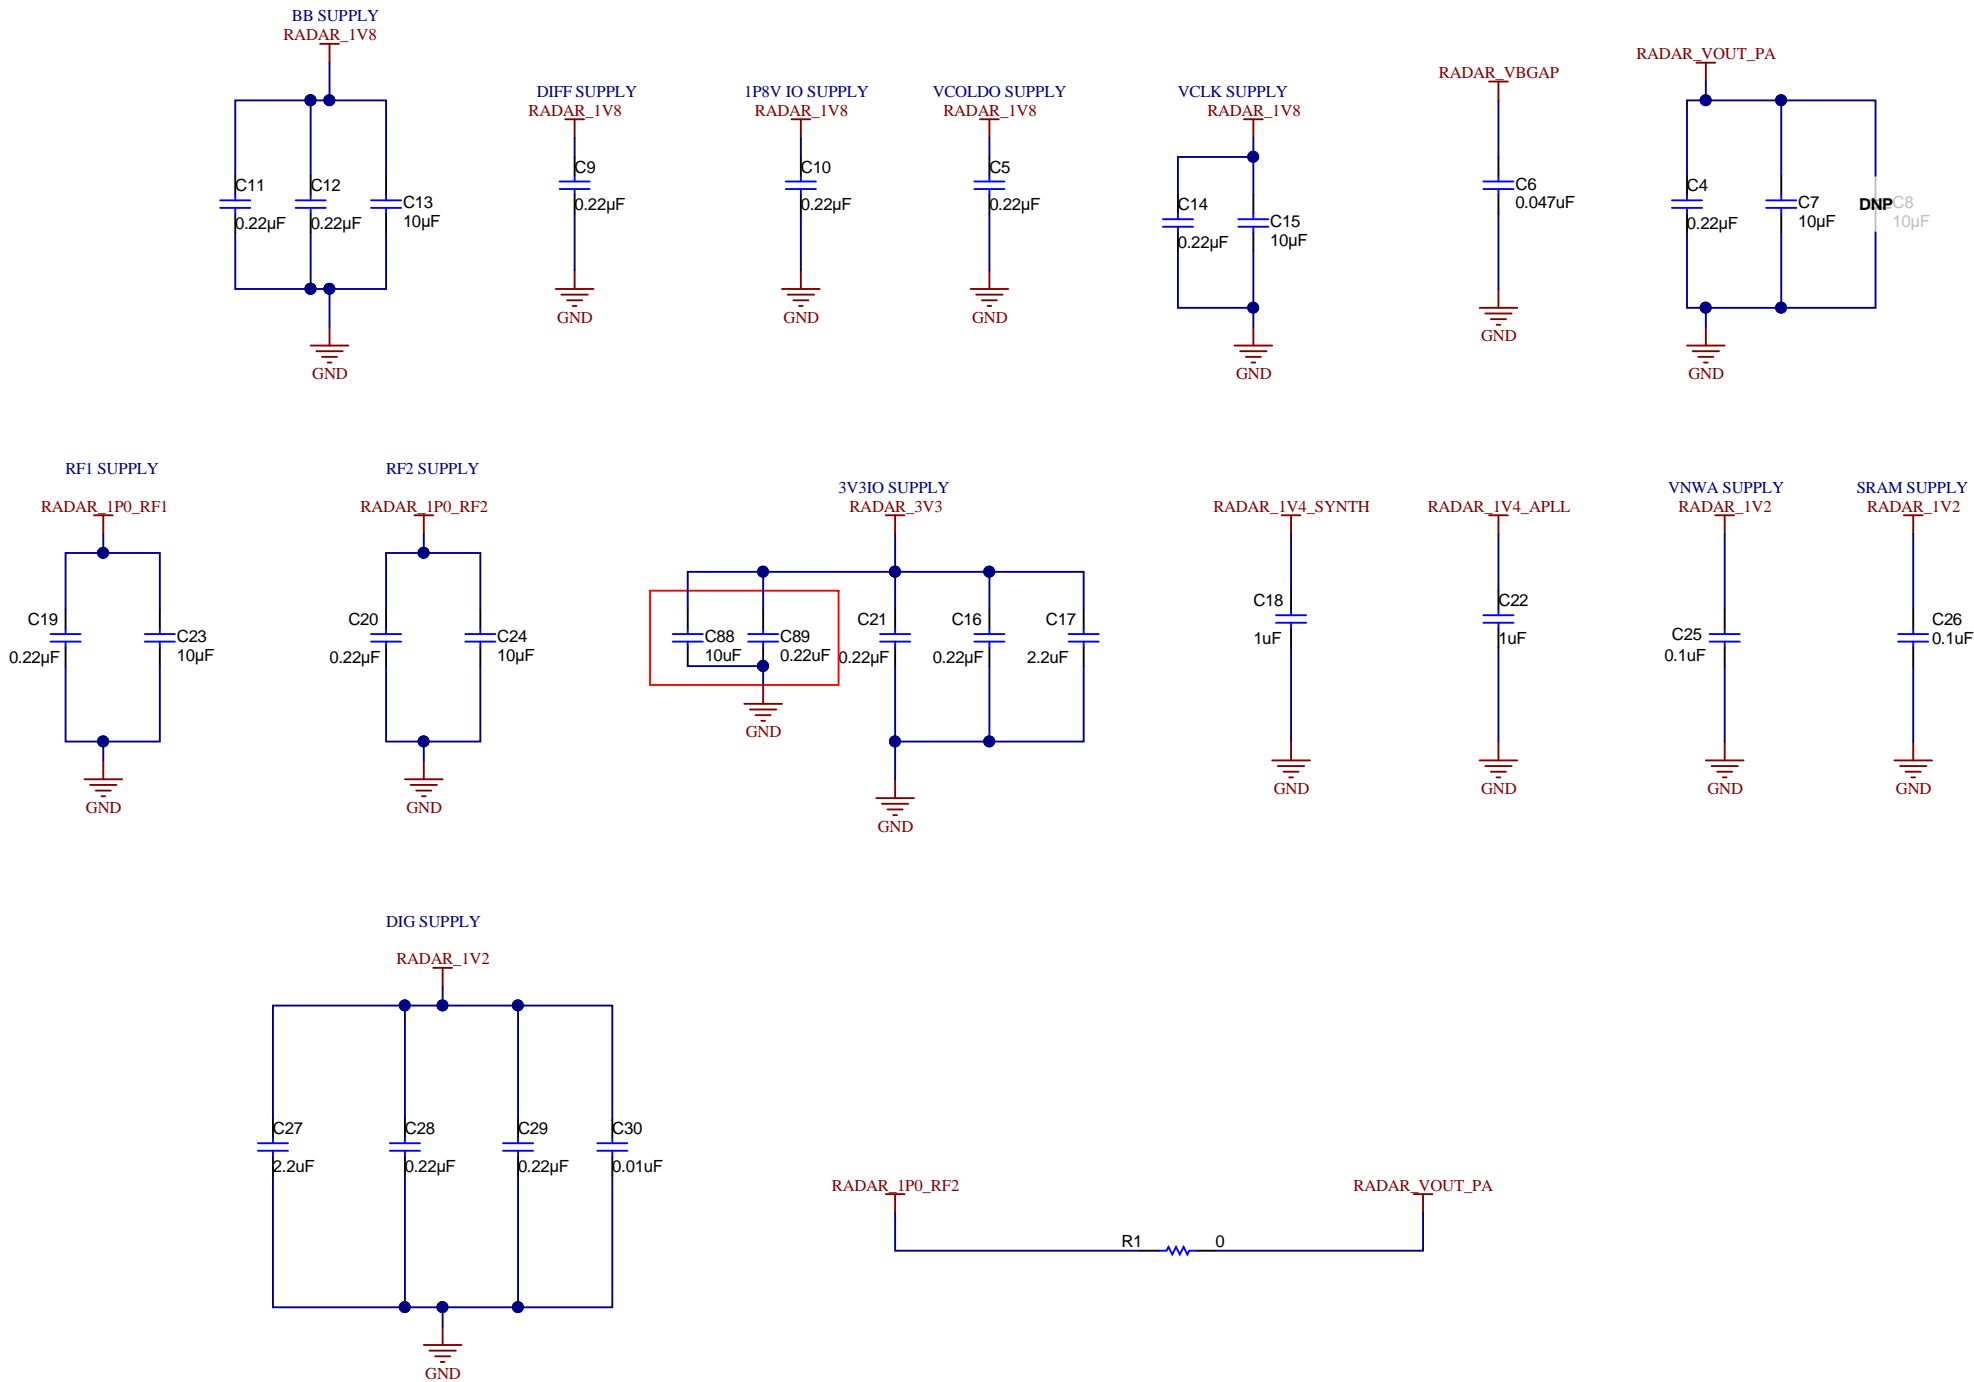 BB SUPPLY
RADAR_1V8
C11
0.22µF
C12
0.22µF
C13
10µF
GND
DIFF SUPPLY
RADAR_1V8
C9
0.22µF
GND
1P8V IO SUPPLY
RADAR_1V8
C10
0.22µF
GND
VCOLDO SUPPLY
RADAR_1V8
C5
0.22µF
GND
VCLK SUPPLY
RADAR_1V8
C14
0.22µF
C15
10µF
GND
RADAR_VBGAP
C6
0.047uF
GND
RADAR_VOUT_PA
C4
0.22µF
C7
10µF
DNP
C8
10µF
GND
RF1 SUPPLY
RADAR_1P0_RF1
C19
0.22µF
C23
10µF
GND
RF2 SUPPLY
RADAR_1P0_RF2
C20
0.22µF
C24
10µF
GND
3V3IO SUPPLY
RADAR_3V3
C88
10uF
C89
0.22uF
GND
C21
0.22µF
C16
0.22µF
C17
2.2uF
GND
RADAR_1V4_SYNTH
C18
1uF
GND
RADAR_1V4_APLL
C22
1uF
GND
VNWA SUPPLY
RADAR_1V2
C25
0.1uF
GND
SRAM SUPPLY
RADAR_1V2
C26
0.1uF
GND
DIG SUPPLY
RADAR_1V2
C27
2.2uF
C28
0.22µF
C29
0.22µF
C30
0.01uF
GND
RADAR_1P0_RF2
R1
0
RADAR_VOUT_PA